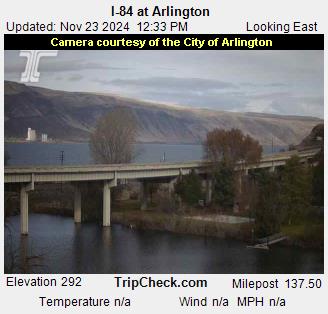 I-84 at Arlington
Updated: Nov 23 2024 12:33 PM Looking East
Camera courtesy of the City of Arlington
Elevation 292 TripCheck.com Milepost 137.50
Temperature n/a Wind n/a MPH n/a